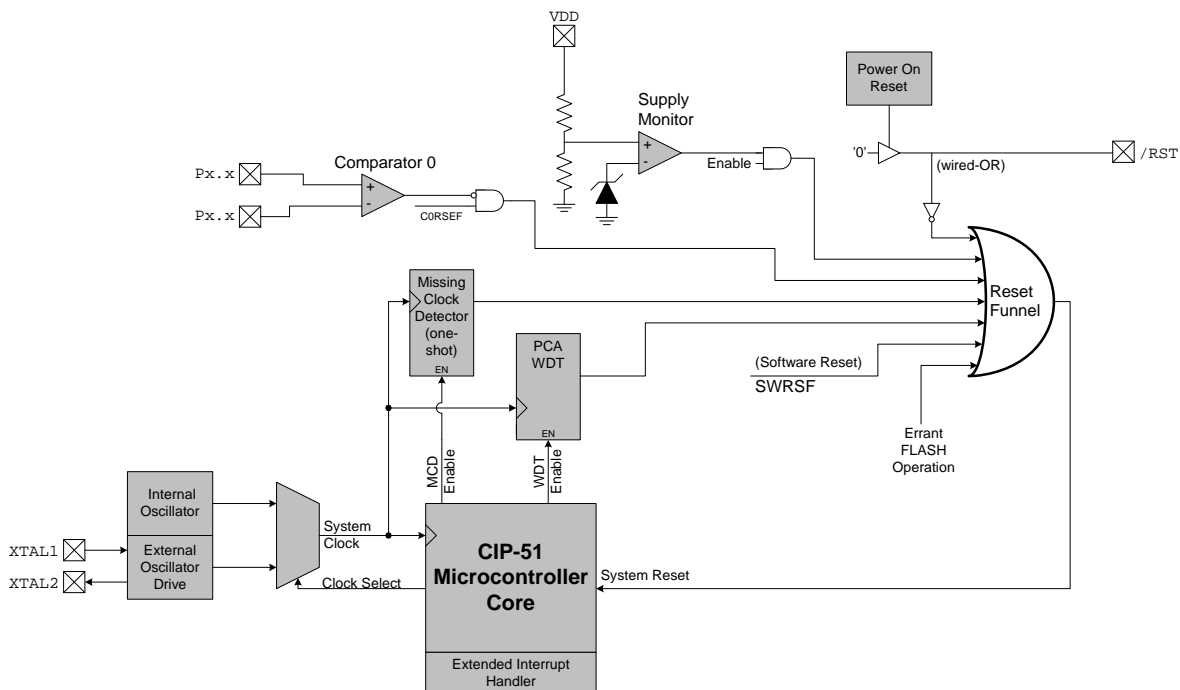 VDD
Power On
Reset
Supply
Monitor
+
-
Enable
'0'
(wired-OR)
/RST
Comparator 0
Px.x
Px.x
+
-
C0RSEF
Missing
Clock
Detector
(one-
shot)
EN
PCA
WDT
EN
Reset
Funnel
(Software Reset)
SWRSF
Errant
FLASH
Operation
MCD
Enable
WDT
Enable
Internal
Oscillator
External
Oscillator
Drive
XTAL1
XTAL2
System
Clock
Clock Select
CIP-51
Microcontroller
Core
System Reset
Extended Interrupt
Handler